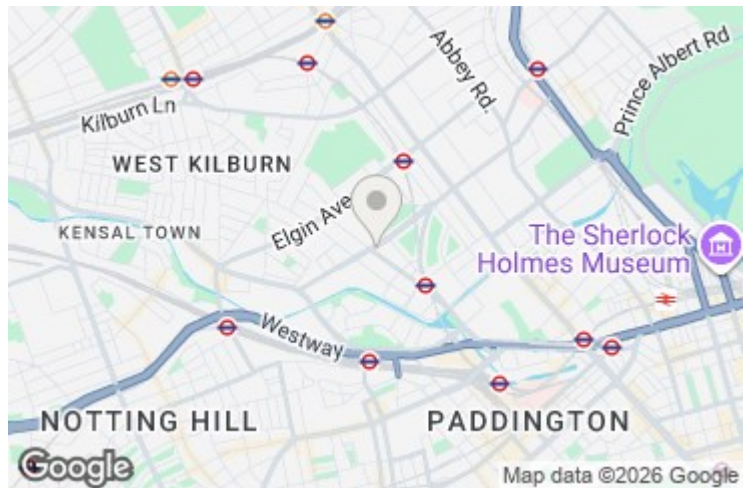 Abbey Rd.
Prince Albert Rd
Kilburn Ln
WEST KILBURN
Elgin Ave
KENSAL TOWN
The Sherlock
Holmes Museum
Westway
NOTTING HILL
PADDINGTON
Google
Map data ©2026 Google